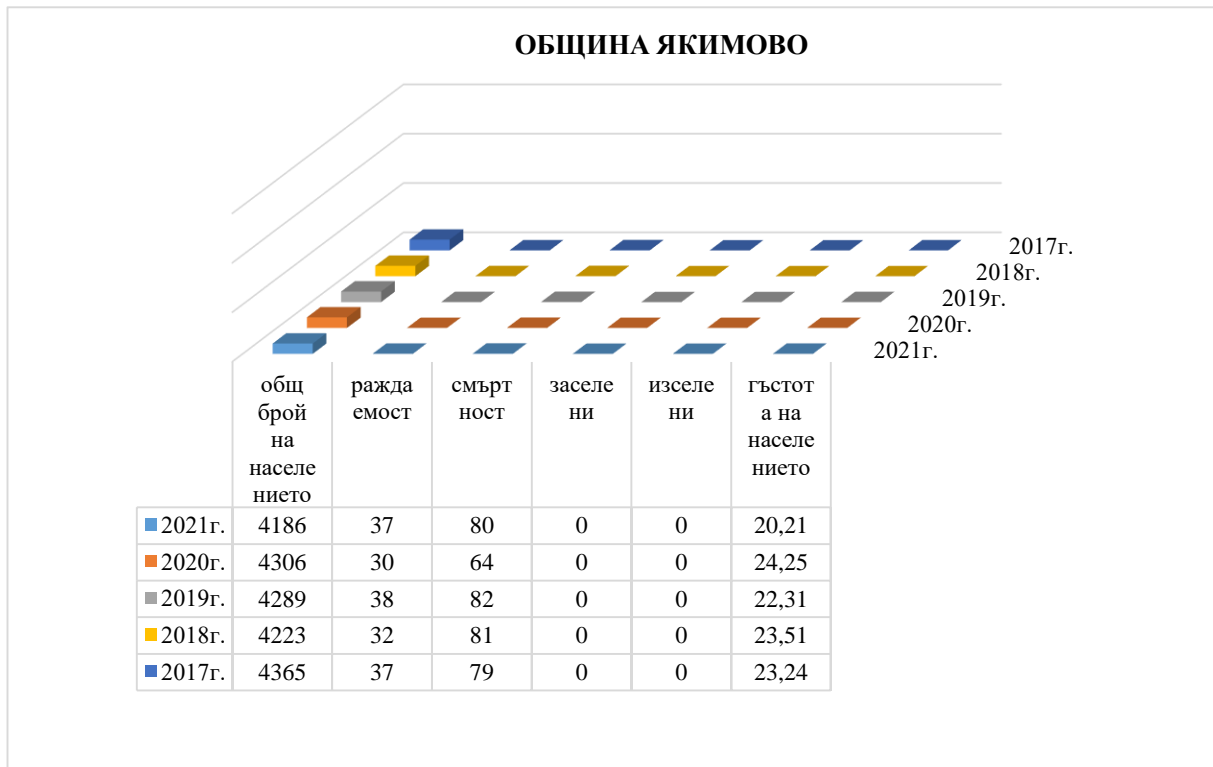 ОБЩИНА ЯКИМОВО
2017г.
2018г.
2019г.
2020г.
2021г.
общ
брой
на
населе
нието
ражда
емост
смърт
ност
заселе
ни
изселе
ни
гъстот
а на
населе
нието
2021г. 4186 37 80 0 0 20,21
2020г. 4306 30 64 0 0 24,25
2019г. 4289 38 82 0 0 22,31
2018г. 4223 32 81 0 0 23,51
2017г. 4365 37 79 0 0 23,24